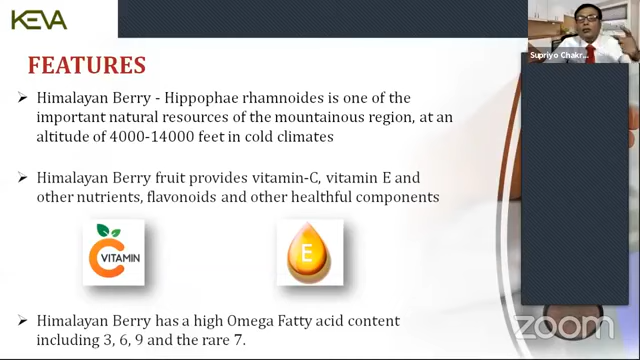 KEVA
Supriyo Chakr...
FEATURES
➢ Himalayan Berry - Hippophae rhamnoides is one of the
important natural resources of the mountainous region, at an
altitude of 4000-14000 feet in cold climates
➢ Himalayan Berry fruit provides vitamin-C, vitamin E and
other nutrients, flavonoids and other healthful components
C VITAMIN
E
➢ Himalayan Berry has a high Omega Fatty acid content
including 3, 6, 9 and the rare 7.
zoom